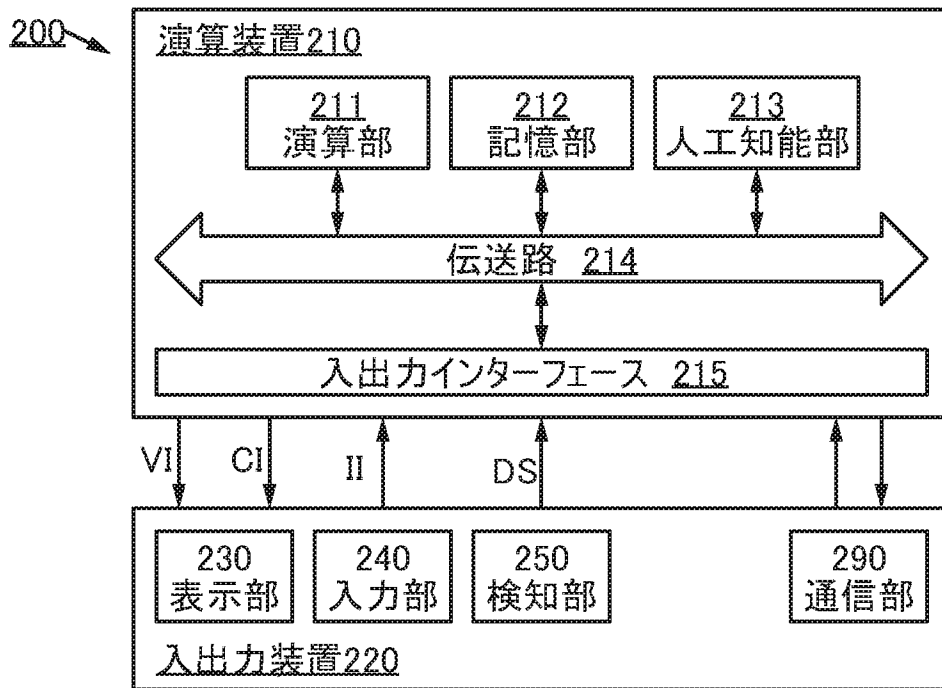 200
演算装置210
211
演算部
212
記憶部
213
人工知能部
伝送路 214
入出力インターフェース 215
VI
CI
II
DS
230
表示部
240
入力部
250
検知部
290
通信部
入出力装置220